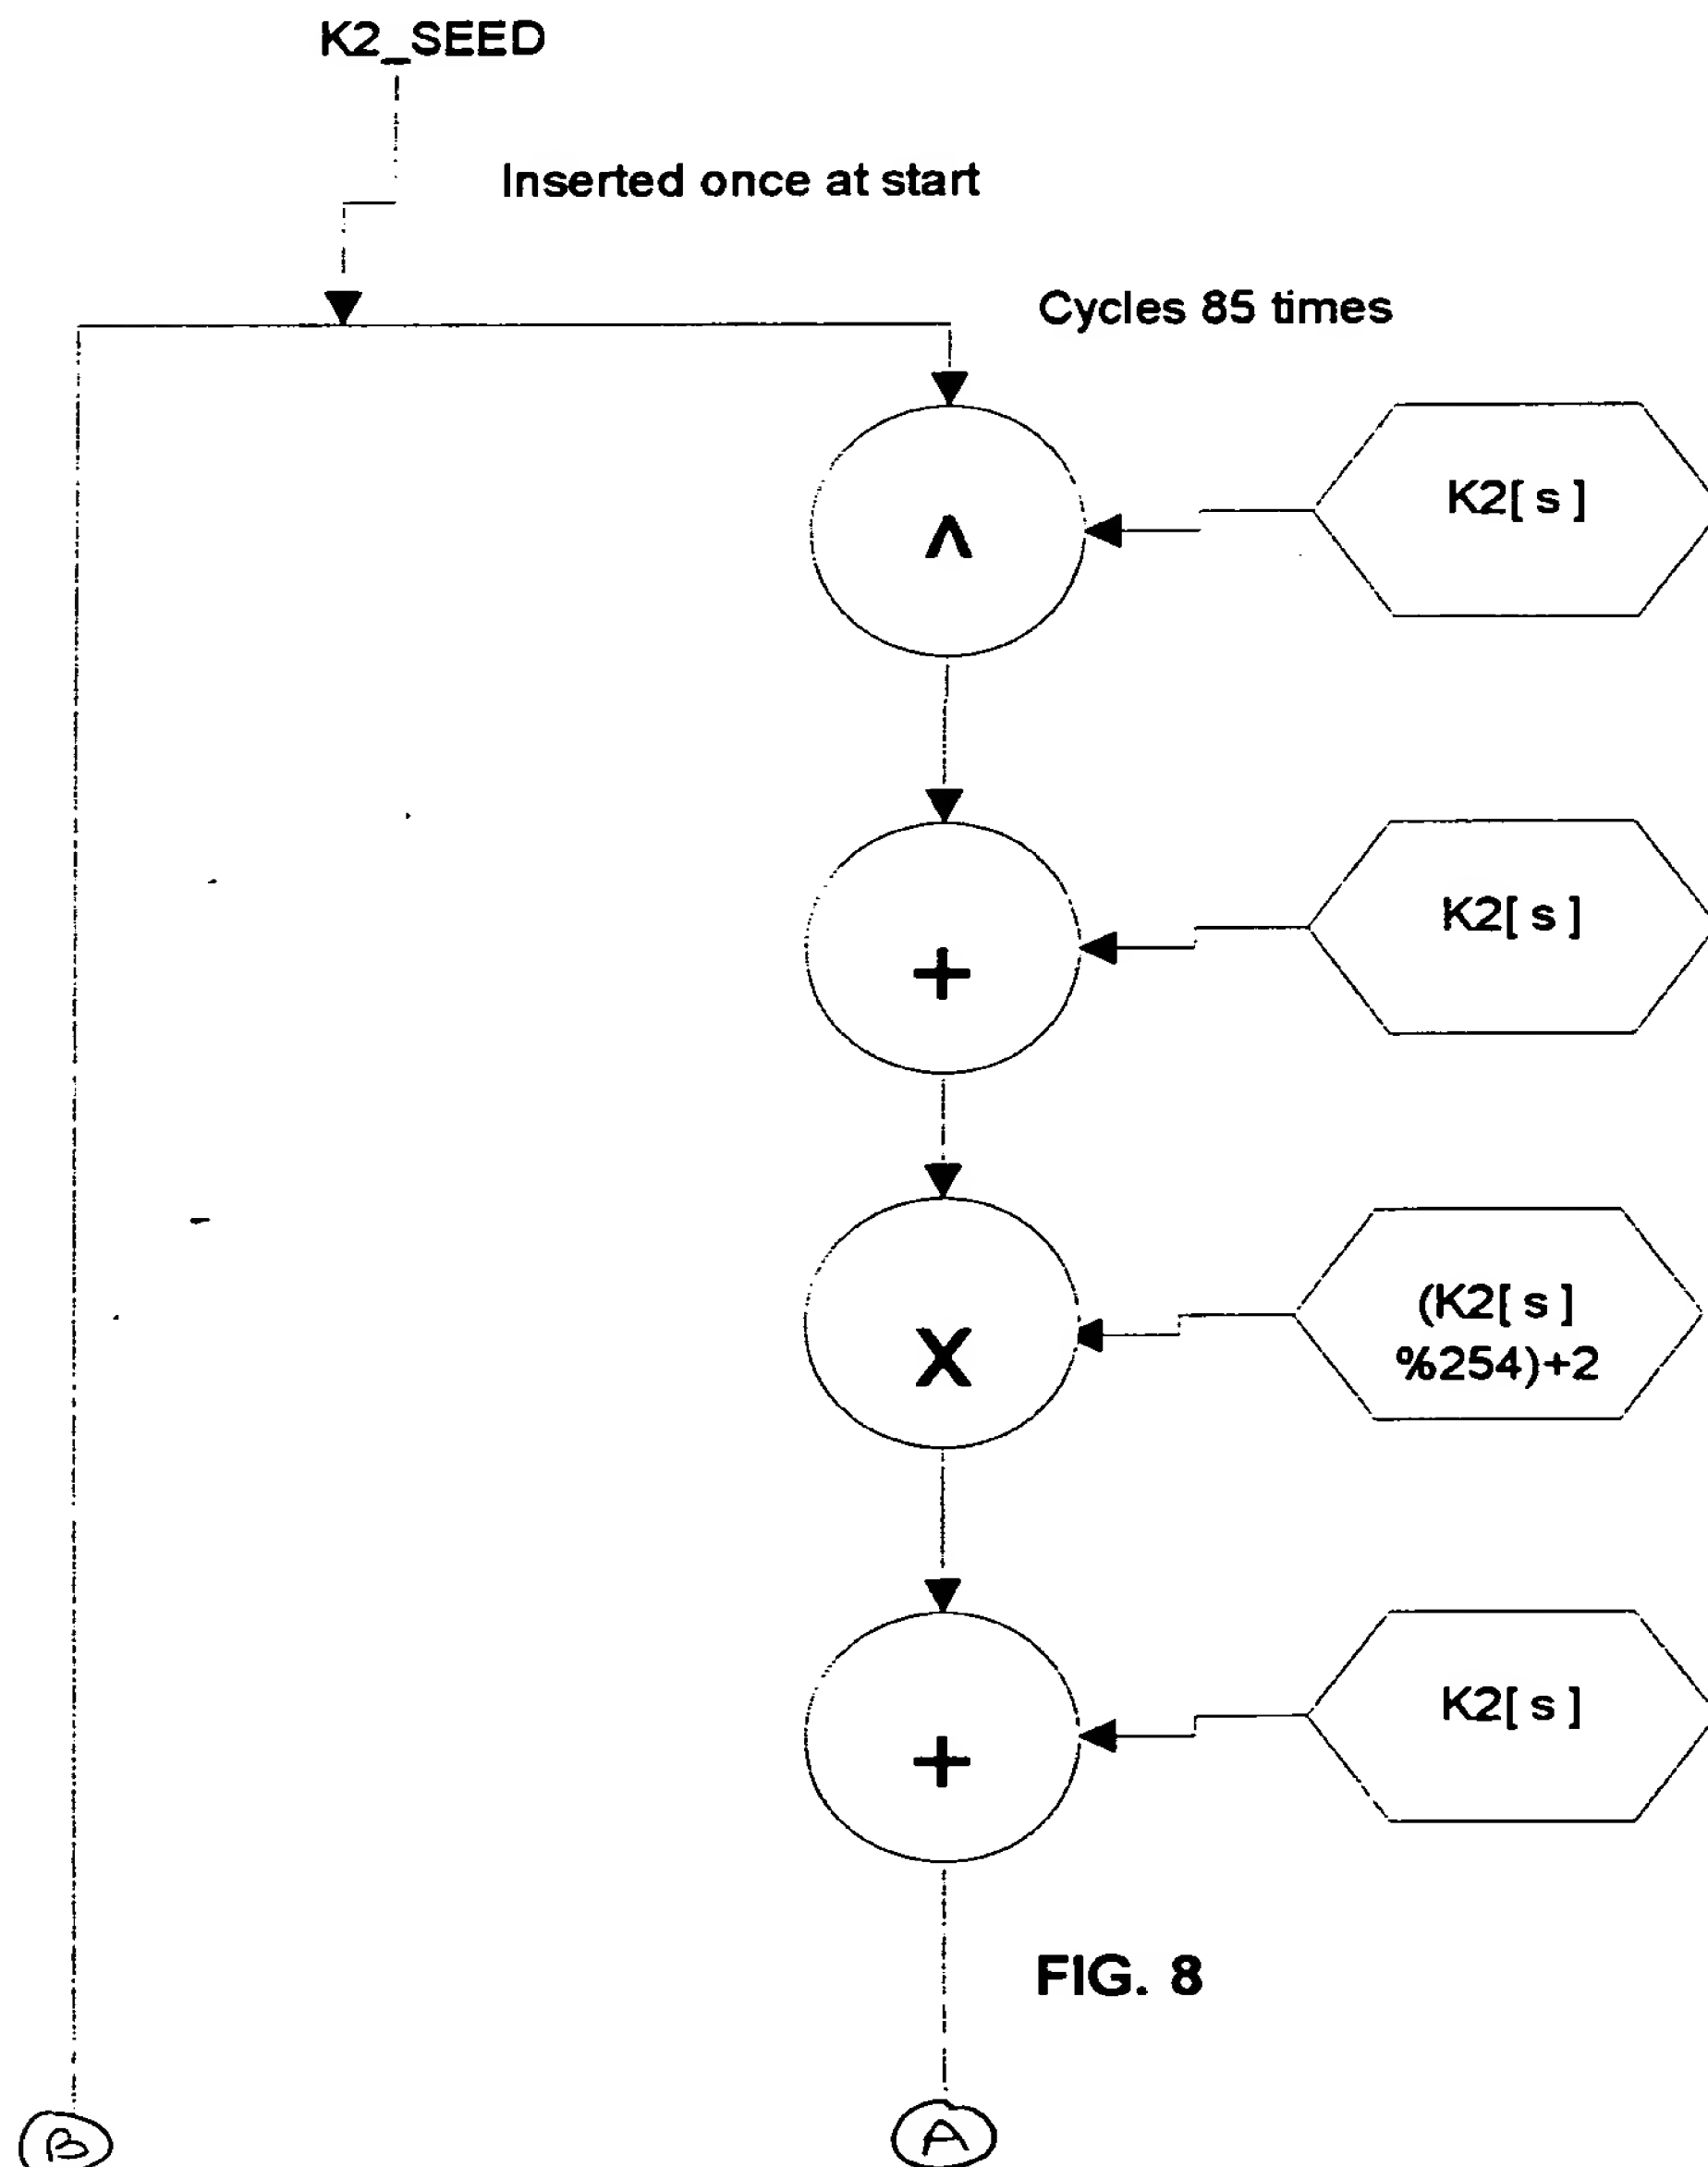 K2_SEED
Inserted once at start
Cycles 85 times
^
K2[ s ]
+
K2[ s ]
X
(K2[ s ]
%254)+2
+
K2[ s ]
FIG. 8
B
A